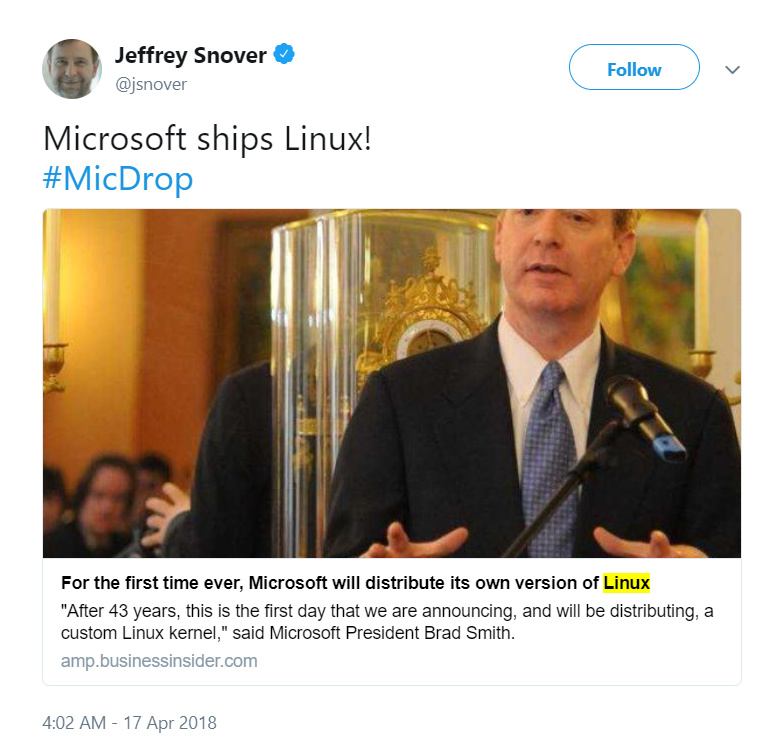 Jeffrey Snover
@jsnover
Follow
Microsoft ships Linux!
#MicDrop
For the first time ever, Microsoft will distribute its own version of Linux
"After 43 years, this is the first day that we are announcing, and will be distributing, a
custom Linux kernel," said Microsoft President Brad Smith.
amp.businessinsider.com
4:02 AM - 17 Apr 2018